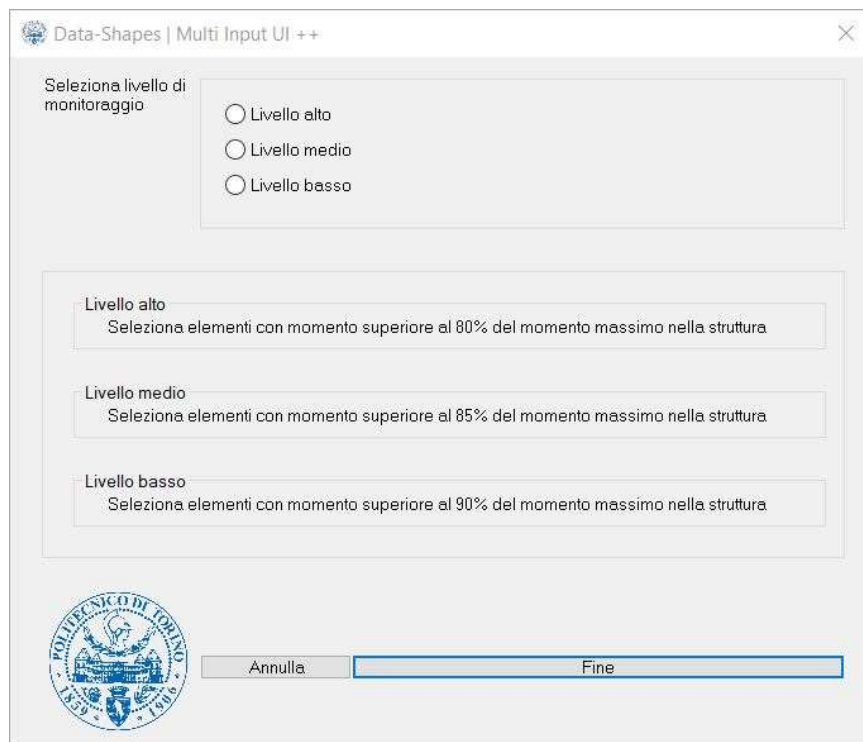 Data-Shapes | Multi Input UI ++
Seleziona livello di
monitoraggio
Livello alto
Livello medio
Livello basso
Livello alto
Seleziona elementi con momento superiore al 80% del momento massimo nella struttura
Livello medio
Seleziona elementi con momento superiore al 85% del momento massimo nella struttura
Livello basso
Seleziona elementi con momento superiore al 90% del momento massimo nella struttura
POLITECNICO DI TORINO
1859 1906
Annulla
Fine